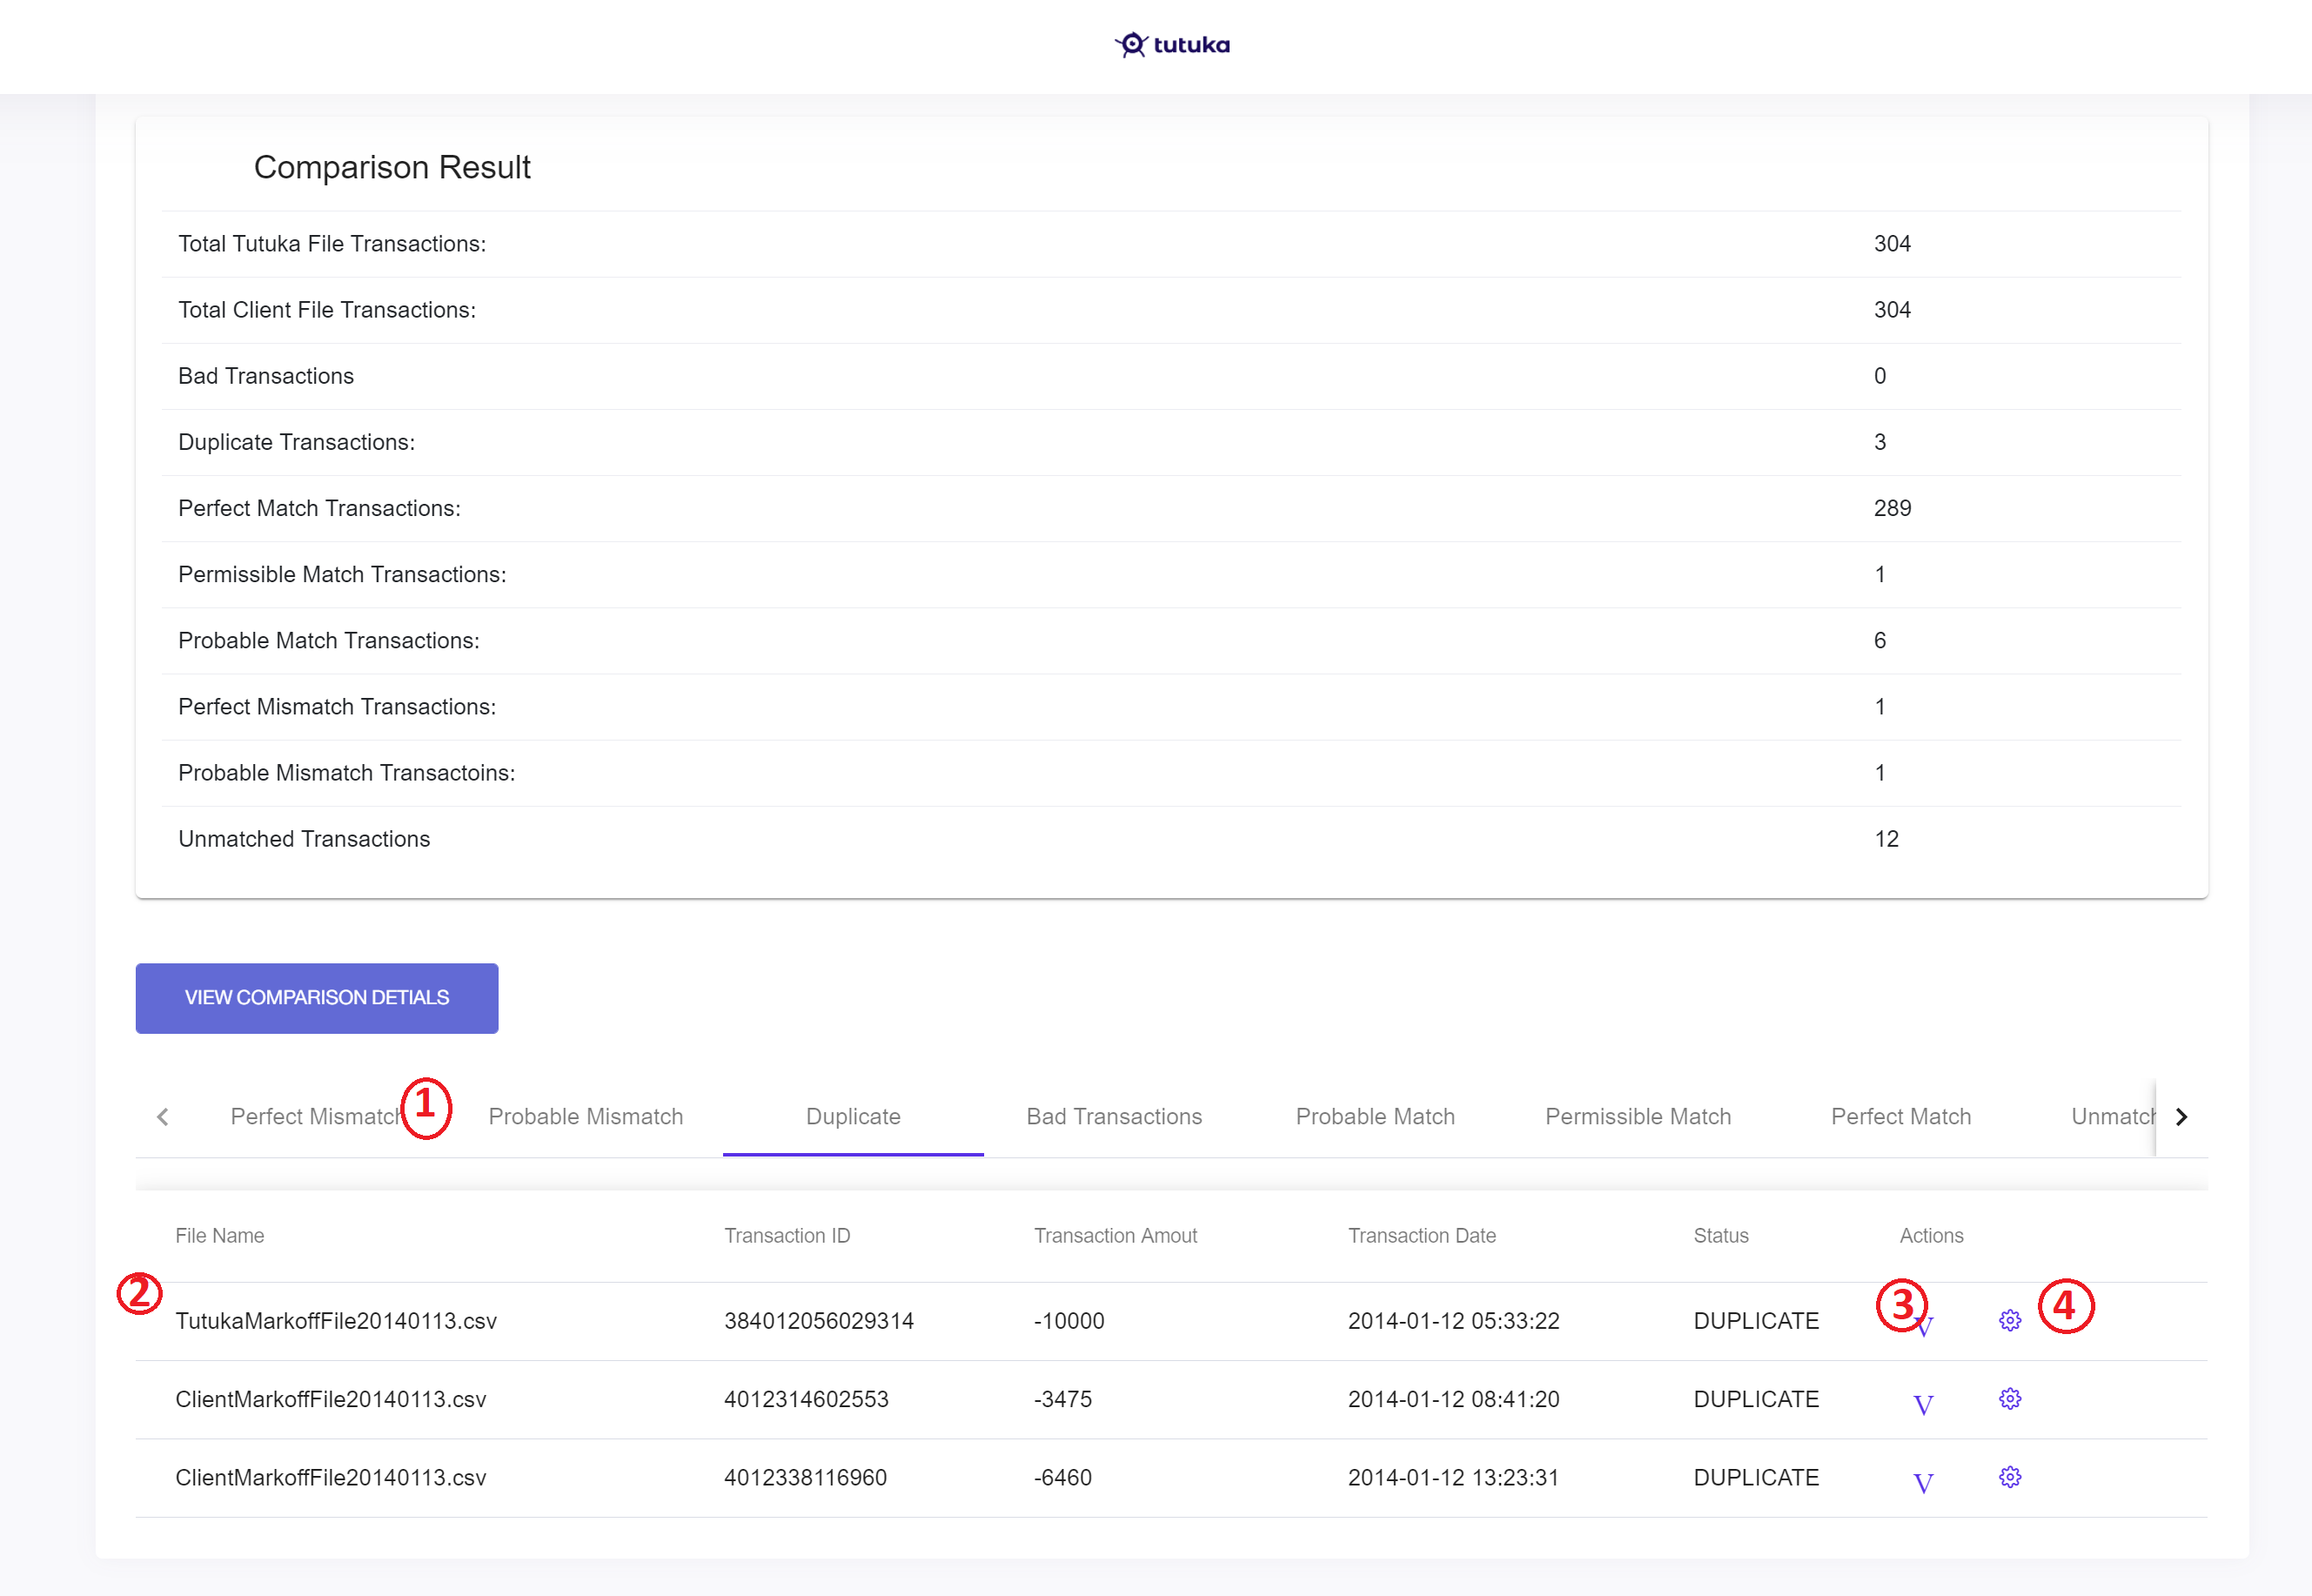 tutuka
Comparison Result
Total Tutuka File Transactions: 304
Total Client File Transactions: 304
Bad Transactions 0
Duplicate Transactions: 3
Perfect Match Transactions: 289
Permissible Match Transactions: 1
Probable Match Transactions: 6
Perfect Mismatch Transactions: 1
Probable Mismatch Transactoins: 1
Unmatched Transactions 12
VIEW COMPARISON DETIALS
Perfect Mismatch 1 Probable Mismatch Duplicate Bad Transactions Probable Match Permissible Match Perfect Match Unmatch
File Name Transaction ID Transaction Amout Transaction Date Status Actions
2 3 4
TutukaMarkoffFile20140113.csv 384012056029314 -10000 2014-01-12 05:33:22 DUPLICATE V
ClientMarkoffFile20140113.csv 4012314602553 -3475 2014-01-12 08:41:20 DUPLICATE V
ClientMarkoffFile20140113.csv 4012338116960 -6460 2014-01-12 13:23:31 DUPLICATE V